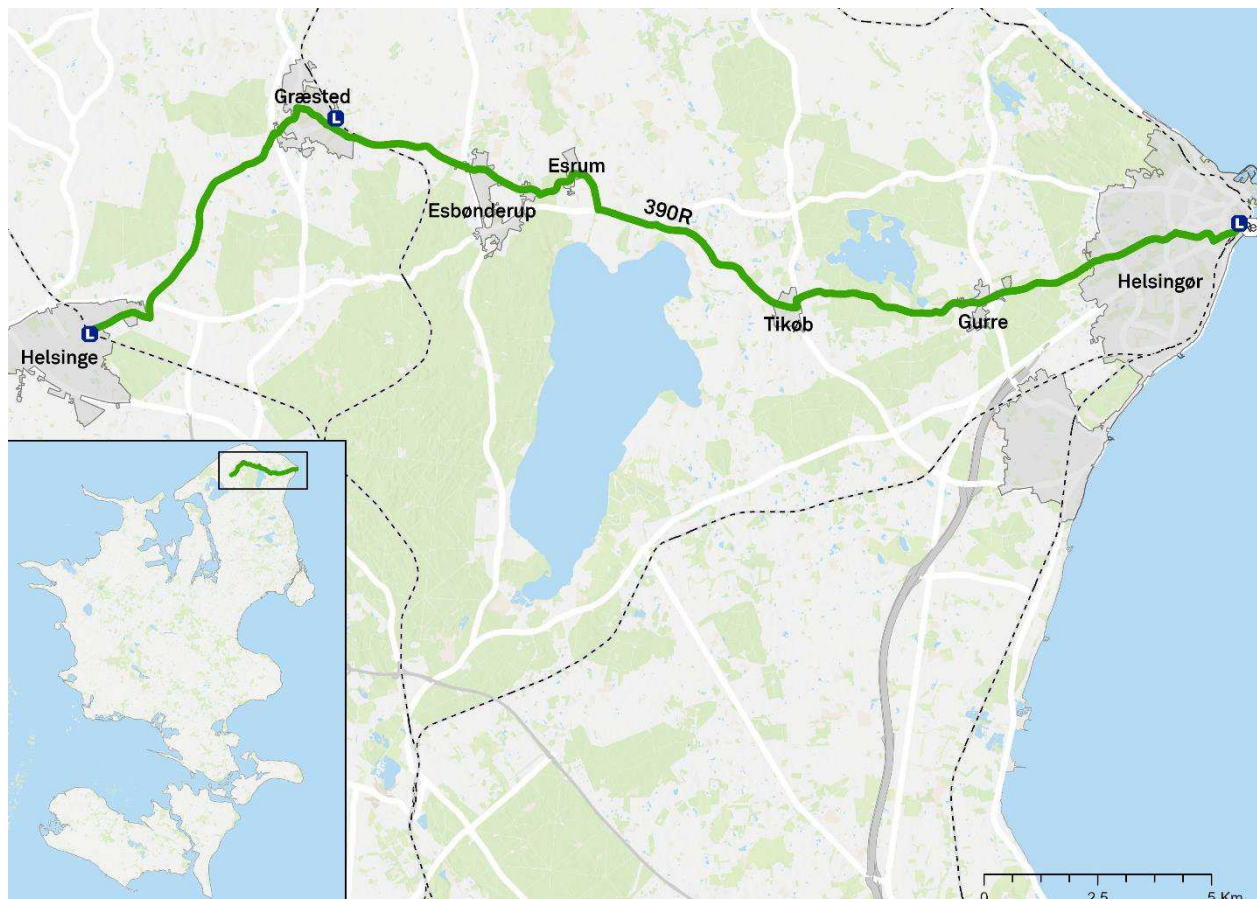 Græsted
L
Esrum
Esbønderup
390R
L
Helsingør
L
Helsinge
Tikøb
Gurre
0 2,5 5 Km